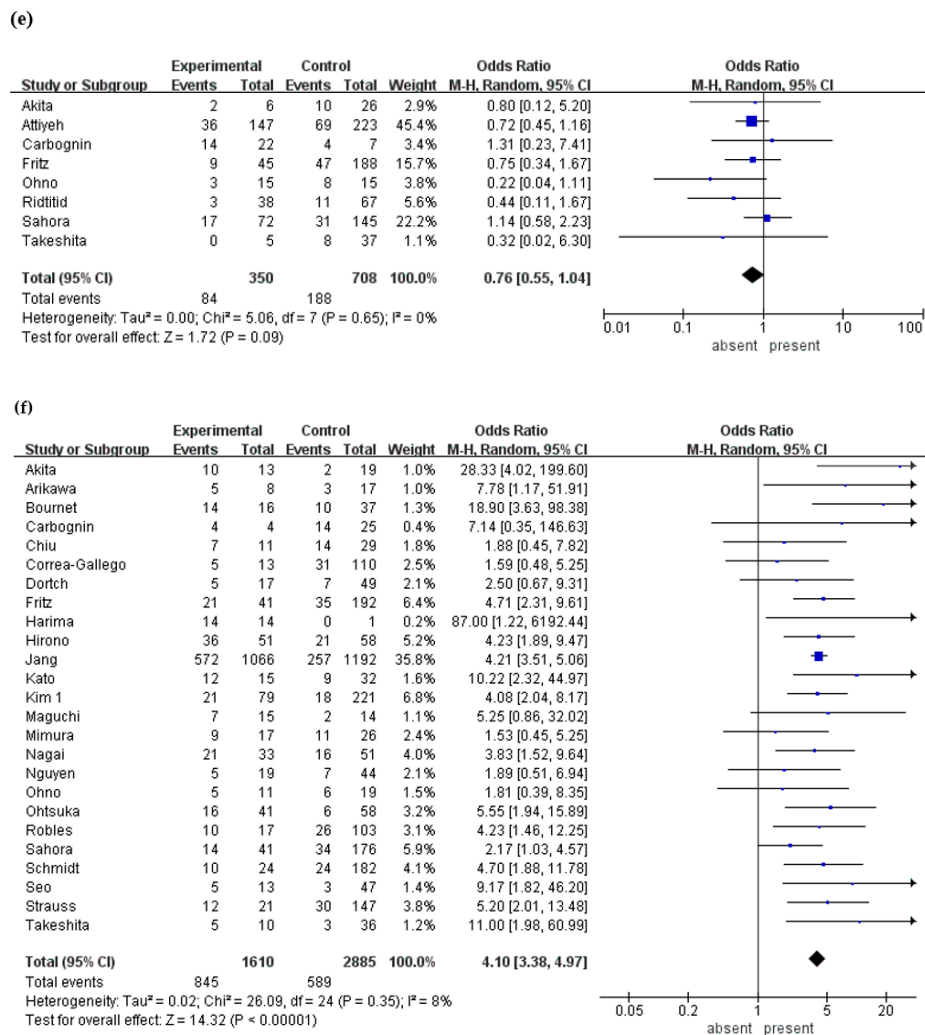 (e)
Experimental Control Odds Ratio Odds Ratio
Study or Subgroup Events Total Events Total Weight M-H, Random, 95% CI M-H, Random, 95% CI
Akita 2 6 10 26 2.9% 0.80 [0.12, 5.20]
Attiyeh 36 147 69 223 45.4% 0.72 [0.45, 1.16]
Carbognin 14 22 4 7 3.4% 1.31 [0.23, 7.41]
Fritz 9 45 47 188 15.7% 0.75 [0.34, 1.67]
Ohno 3 15 8 15 3.8% 0.22 [0.04, 1.11]
Ridtitid 3 38 11 67 5.6% 0.44 [0.11, 1.67]
Sahora 17 72 31 145 22.2% 1.14 [0.58, 2.23]
Takeshita 0 5 8 37 1.1% 0.32 [0.02, 6.30]
Total (95% CI) 350 708 100.0% 0.76 [0.55, 1.04]
Total events 84 188
Heterogeneity: Tau² = 0.00; Chi² = 5.06, df = 7 (P = 0.65); I² = 0%
Test for overall effect: Z = 1.72 (P = 0.09)
0.01 0.1 1 10 100
absent present
(f)
Experimental Control Odds Ratio Odds Ratio
Study or Subgroup Events Total Events Total Weight M-H, Random, 95% CI M-H, Random, 95% CI
Akita 10 13 2 19 1.0% 28.33 [4.02, 199.60]
Arikawa 5 8 3 17 1.0% 7.78 [1.17, 51.91]
Bournet 14 16 10 37 1.3% 18.90 [3.63, 98.38]
Carbognin 4 4 14 25 0.4% 7.14 [0.35, 146.63]
Chiu 7 11 14 29 1.8% 1.88 [0.45, 7.82]
Correa-Gallego 5 13 31 110 2.5% 1.59 [0.48, 5.25]
Dortch 5 17 7 49 2.1% 2.50 [0.67, 9.31]
Fritz 21 41 35 192 6.4% 4.71 [2.31, 9.61]
Harima 14 14 0 1 0.2% 87.00 [1.22, 6192.44]
Hirono 36 51 21 58 5.2% 4.23 [1.89, 9.47]
Jang 572 1066 257 1192 35.8% 4.21 [3.51, 5.06]
Kato 12 15 9 32 1.6% 10.22 [2.32, 44.97]
Kim 1 21 79 18 221 6.8% 4.08 [2.04, 8.17]
Maguchi 7 15 2 14 1.1% 5.25 [0.86, 32.02]
Mimura 9 17 11 26 2.4% 1.53 [0.45, 5.25]
Nagai 21 33 16 51 4.1% 3.83 [1.52, 9.64]
Nguyen 5 19 7 44 2.1% 1.89 [0.51, 6.94]
Ohno 5 11 6 19 1.6% 1.81 [0.39, 8.35]
Ohtsuka 16 41 6 58 3.2% 5.55 [1.94, 15.89]
Robles 10 17 26 103 3.1% 4.23 [1.46, 12.25]
Sahora 14 41 34 176 5.9% 2.17 [1.03, 4.57]
Schmidt 10 24 24 182 4.1% 4.70 [1.88, 11.78]
Seo 5 13 3 47 1.4% 9.17 [1.82, 46.20]
Strauss 12 21 30 147 3.9% 5.20 [2.01, 13.48]
Takeshita 5 10 3 36 1.2% 11.00 [1.98, 60.99]
Total (95% CI) 1610 2885 100.0% 4.10 [3.38, 4.97]
Total events 845 589
Heterogeneity: Tau² = 0.02; Chi² = 26.09, df = 24 (P = 0.35); I² = 8%
Test for overall effect: Z = 14.32 (P < 0.00001)
0.05 0.2 1 5 20
absent present